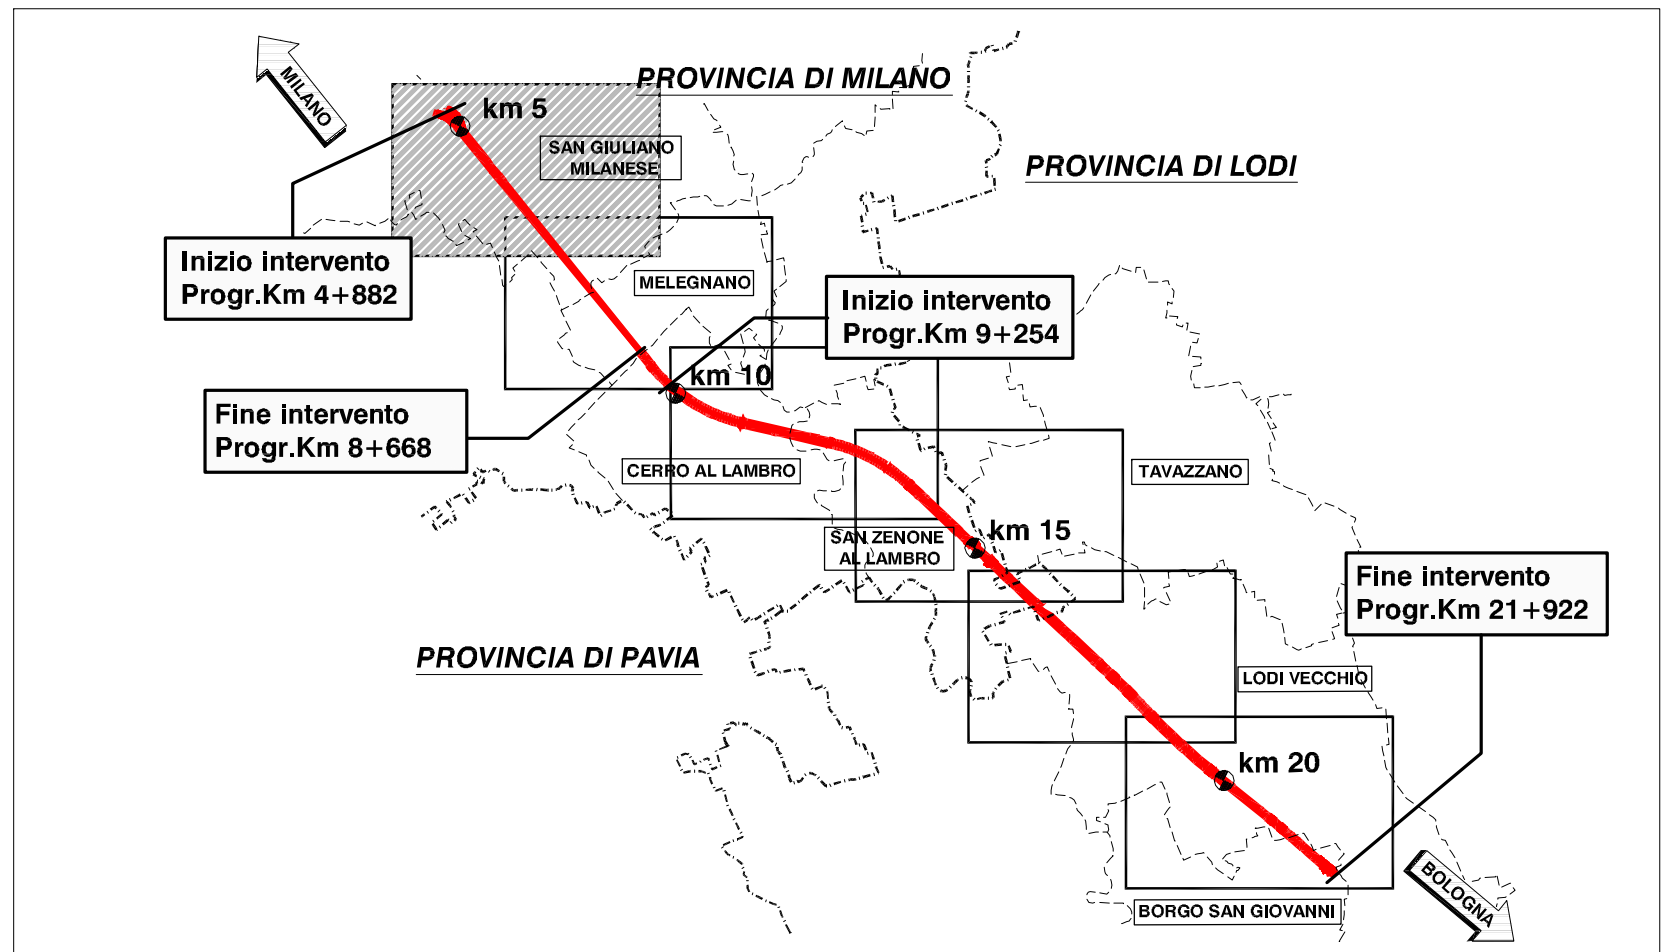 MILANO
PROVINCIA DI MILANO
km 5
SAN GIULIANO
MILANESE
PROVINCIA DI LODI
Inizio intervento
Progr.Km 4+882
MELEGNANO
Inizio intervento
Progr.Km 9+254
km 10
Fine intervento
Progr.Km 8+668
CERRO AL LAMBRO
TAVAZZANO
SAN ZENONE
AL LAMBRO
km 15
Fine intervento
Progr.Km 21+922
PROVINCIA DI PAVIA
LODI VECCHIO
km 20
BOLOGNA
BORGO SAN GIOVANNI